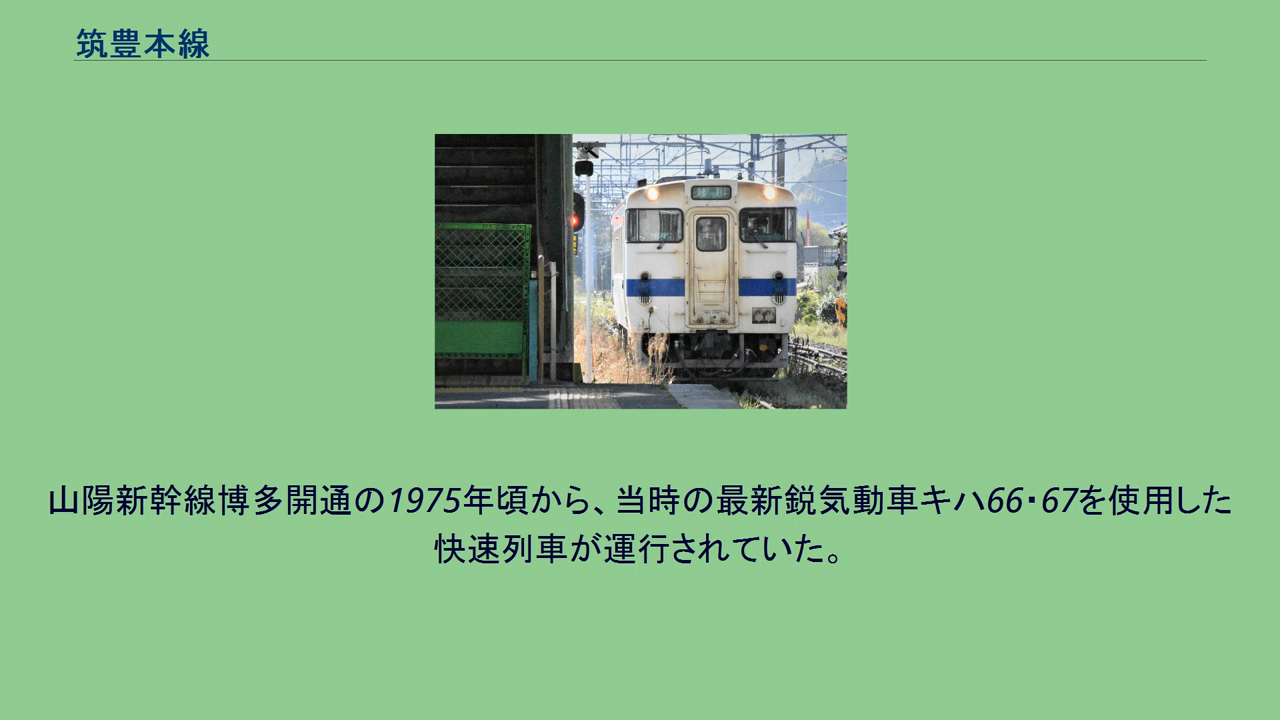 筑豊本線
山陽新幹線博多開通の1975年頃から、当時の最新鋭気動車キハ66・67を使用した
快速列車が運行されていた。